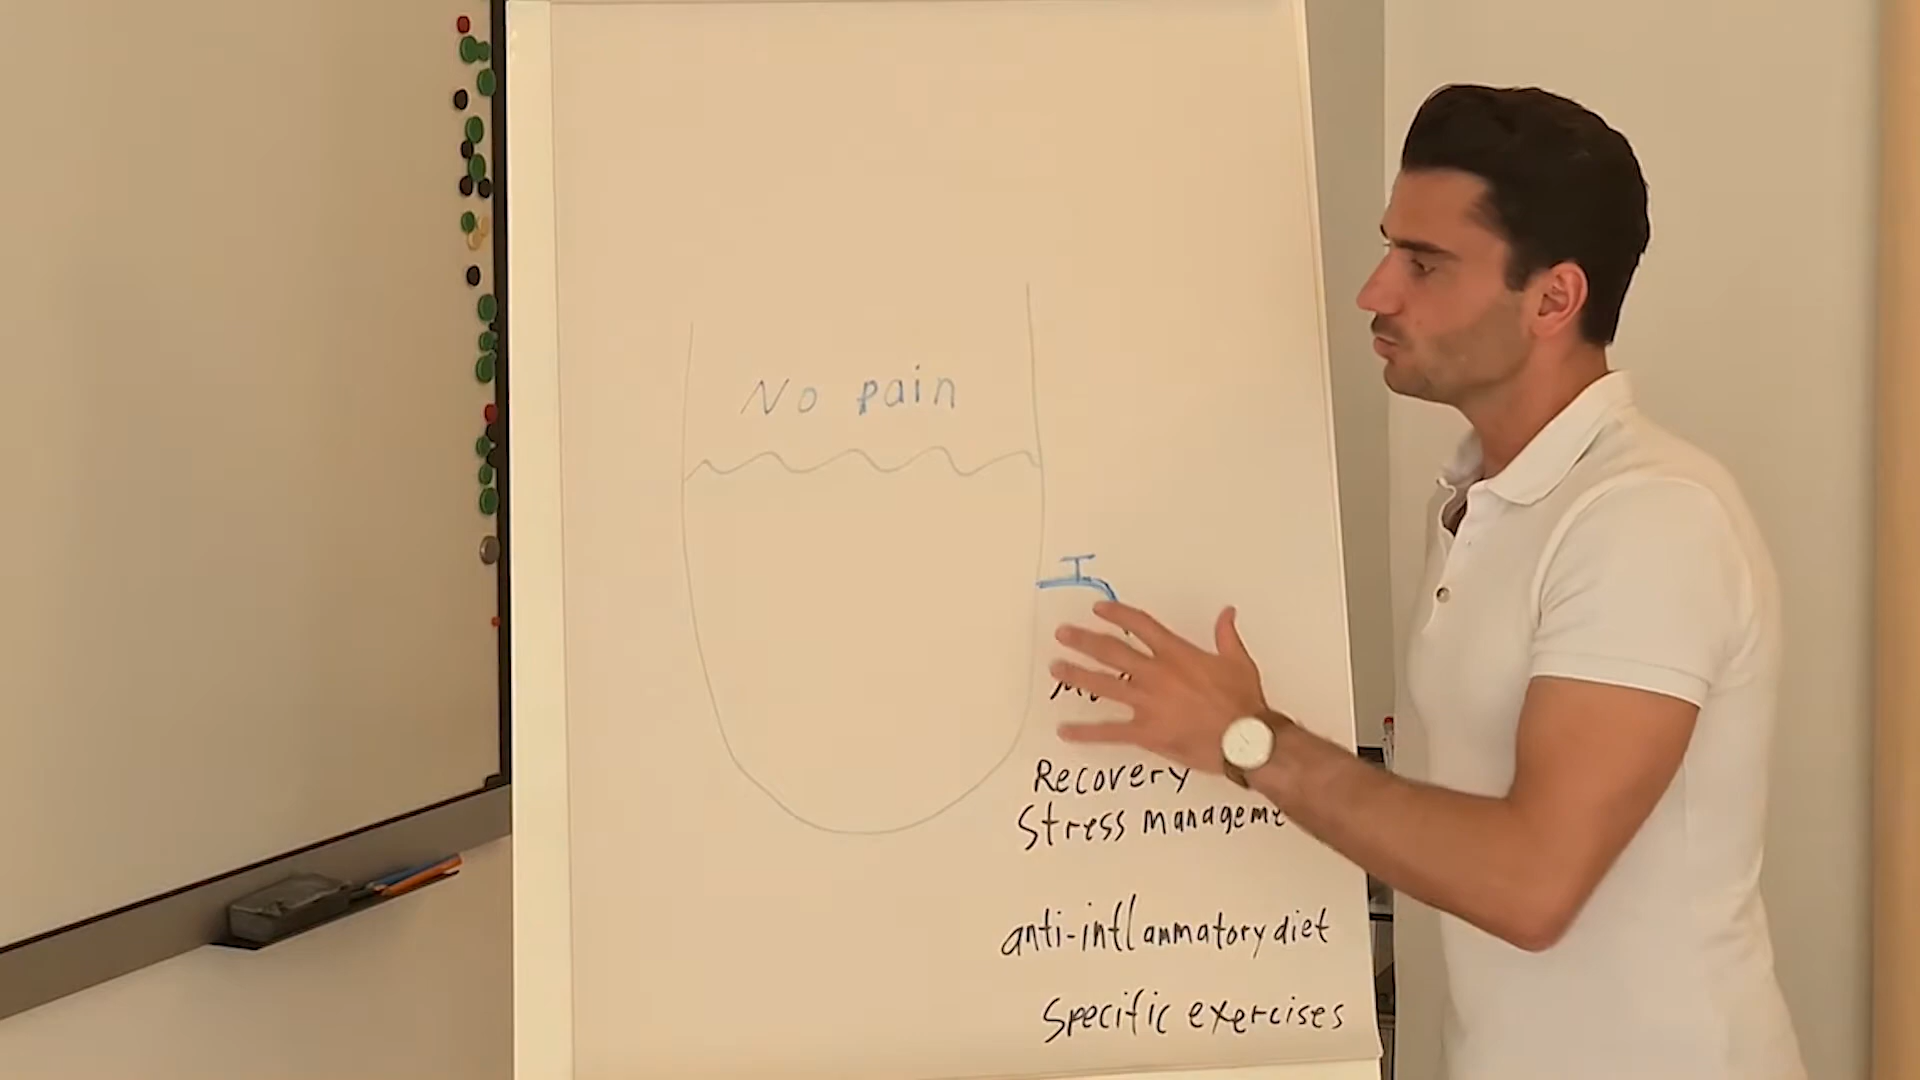 No pain
Recovery
Stress manageme
anti-inflammatory diet
Specific exercises